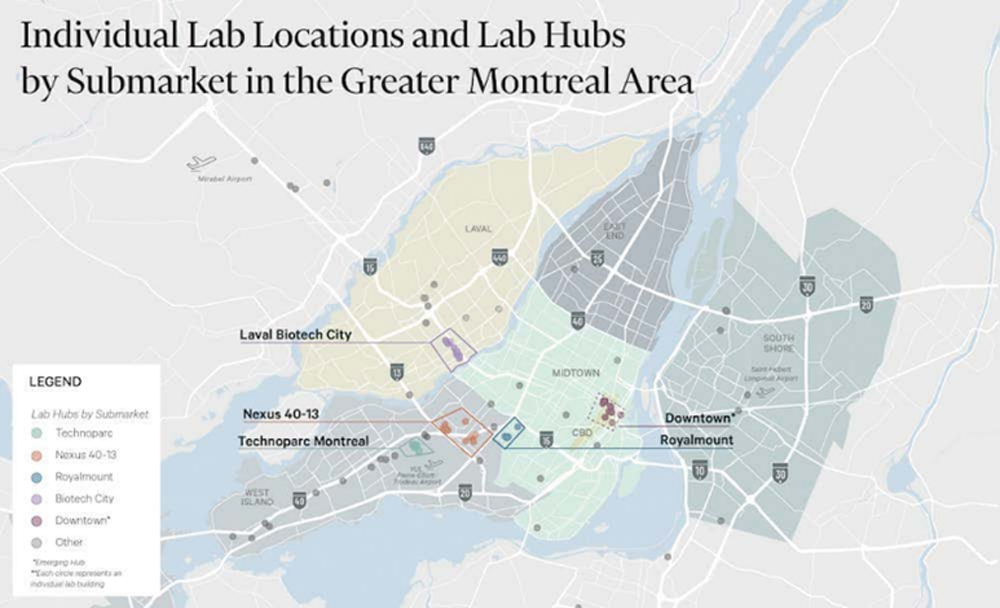 Individual Lab Locations and Lab Hubs
by Submarket in the Greater Montreal Area
640
Mirabel Airport
LAVAL
EAST
END
15
440
25
30
20
40
Laval Biotech City
SOUTH
SHORE
13
MIDTOWN
Saint-Hubert
Longueuil Airport
LEGEND
Lab Hubs by Submarket
Technoparc
Nexus 40-13
Royalmount
Biotech City
Downtown*
Other
*Emerging Hub
**Each circle represents an
individual lab building
Nexus 40-13
Technoparc Montreal
Downtown*
Royalmount
CBD
15
YUL
Pierre-Elliott-
Trudeau Airport
10
30
WEST
ISLAND
40
20